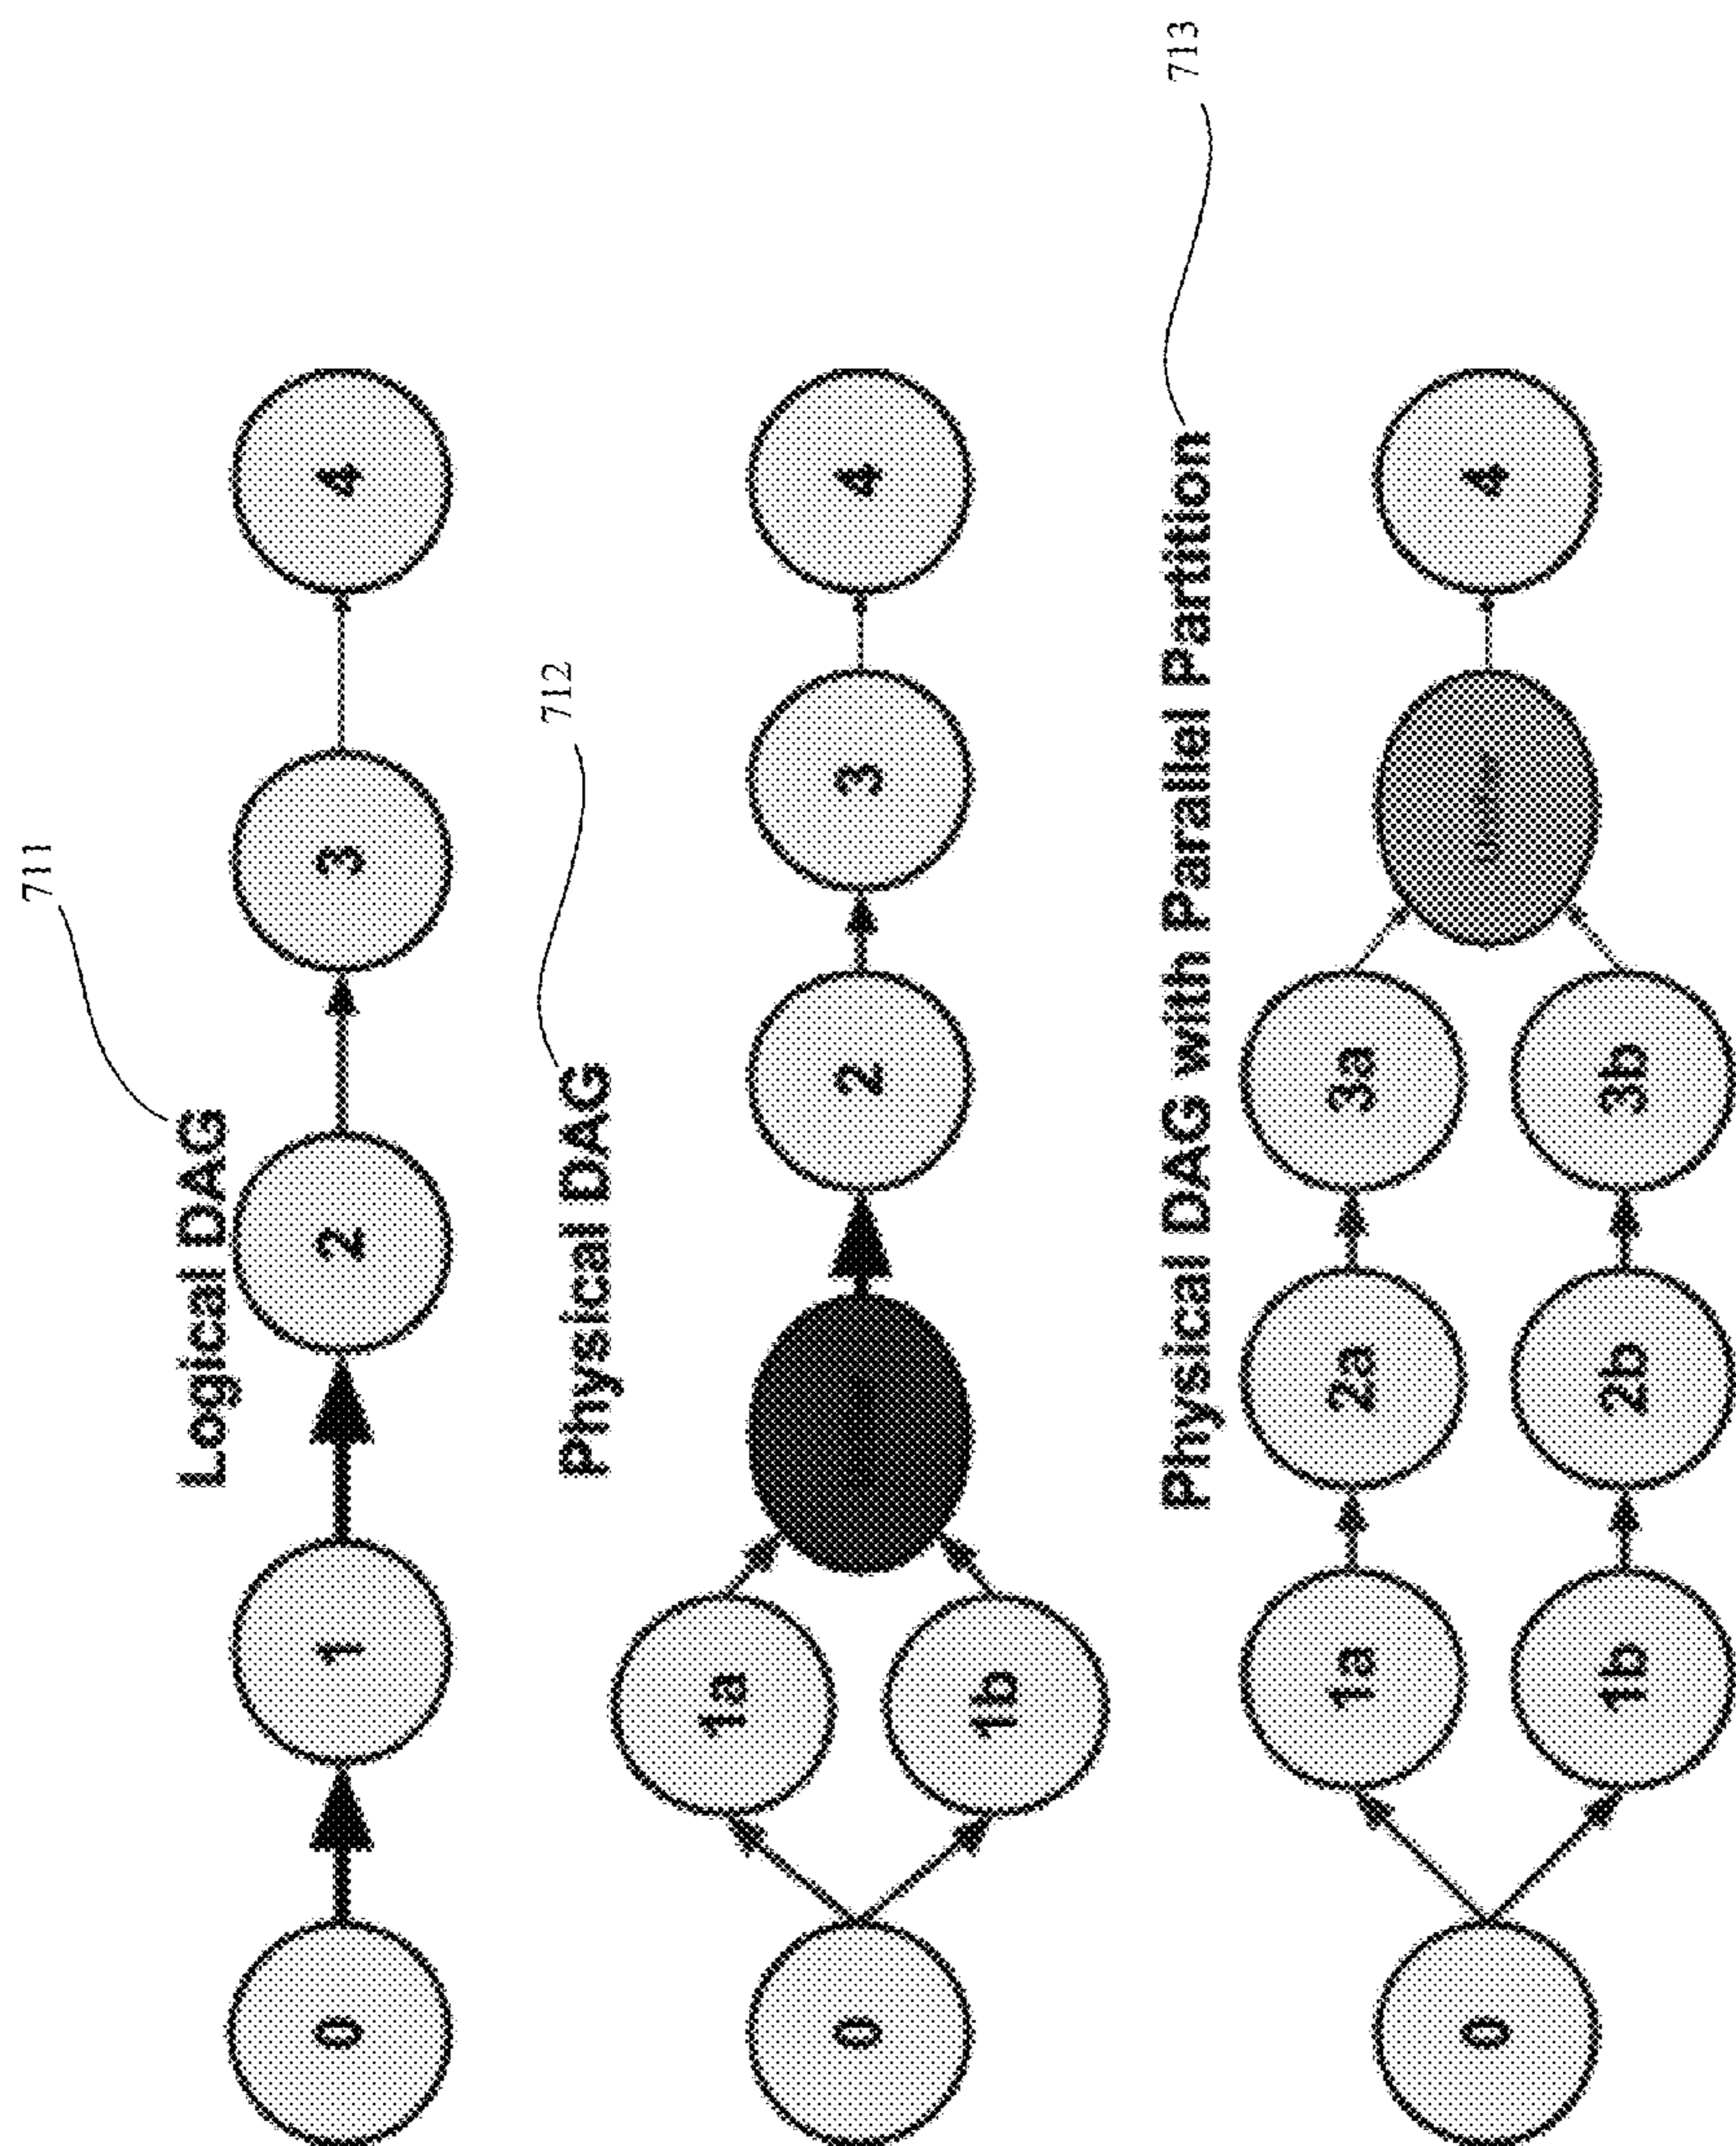 711
Logical DAG
0
1
2
3
4
712
Physical DAG
0
1a
1b
2
3
4
713
Physical DAG with Parallel Partition
0
1a
2a
3a
1b
2b
3b
4